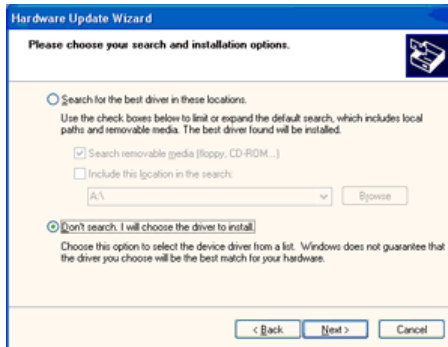 Hardware Update Wizard
Please choose your search and installation options.
Search for the best driver in these locations.
Use the check boxes below to limit or expand the default search, which includes local
paths and removable media. The best driver found will be installed.
Search removable media (floppy, CD-ROM...)
Include this location in the search:
A:\
Browse
Don't search. I will choose the driver to install.
Choose this option to select the device driver from a list. Windows does not guarantee that
the driver you choose will be the best match for your hardware.
< Back Next > Cancel